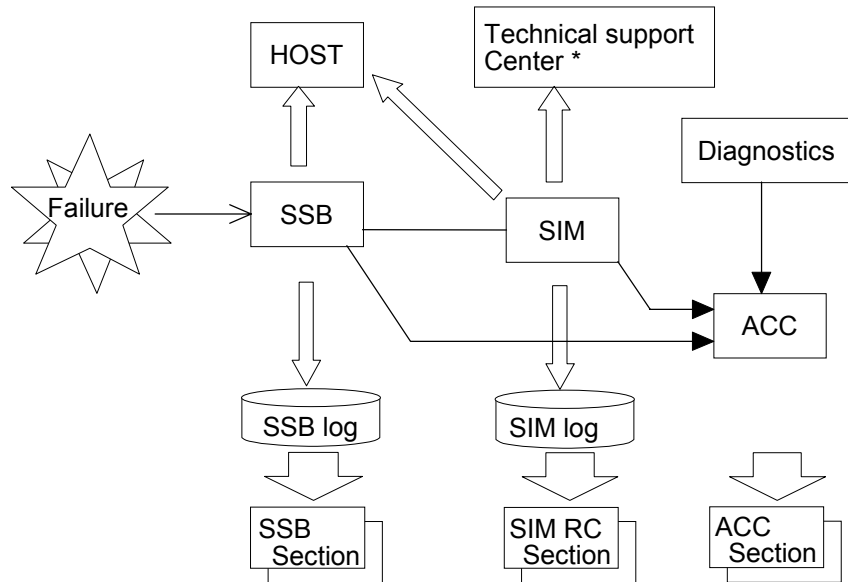 HOST
Technical support
Center *
Diagnostics
Failure
SSB
SIM
ACC
SSB log
SIM log
SSB
Section
SIM RC
Section
ACC
Section